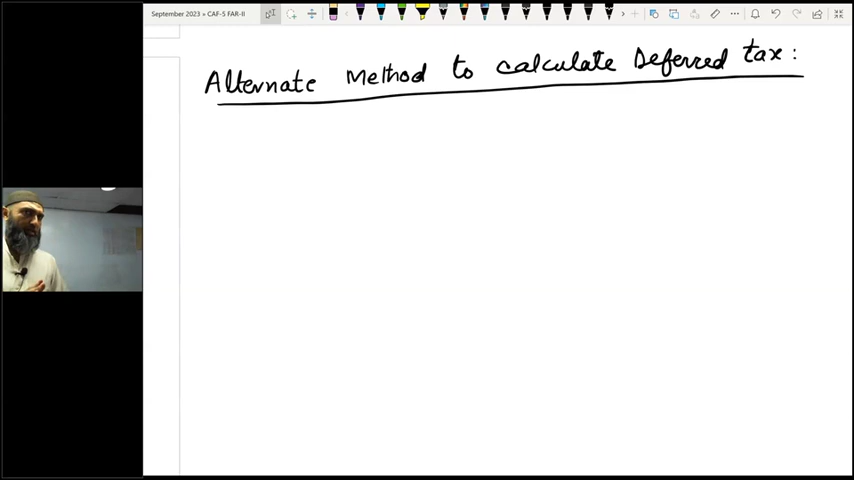 September 2023 » CAF-5 FAR-II
Alternate Method to calculate Deferred tax :